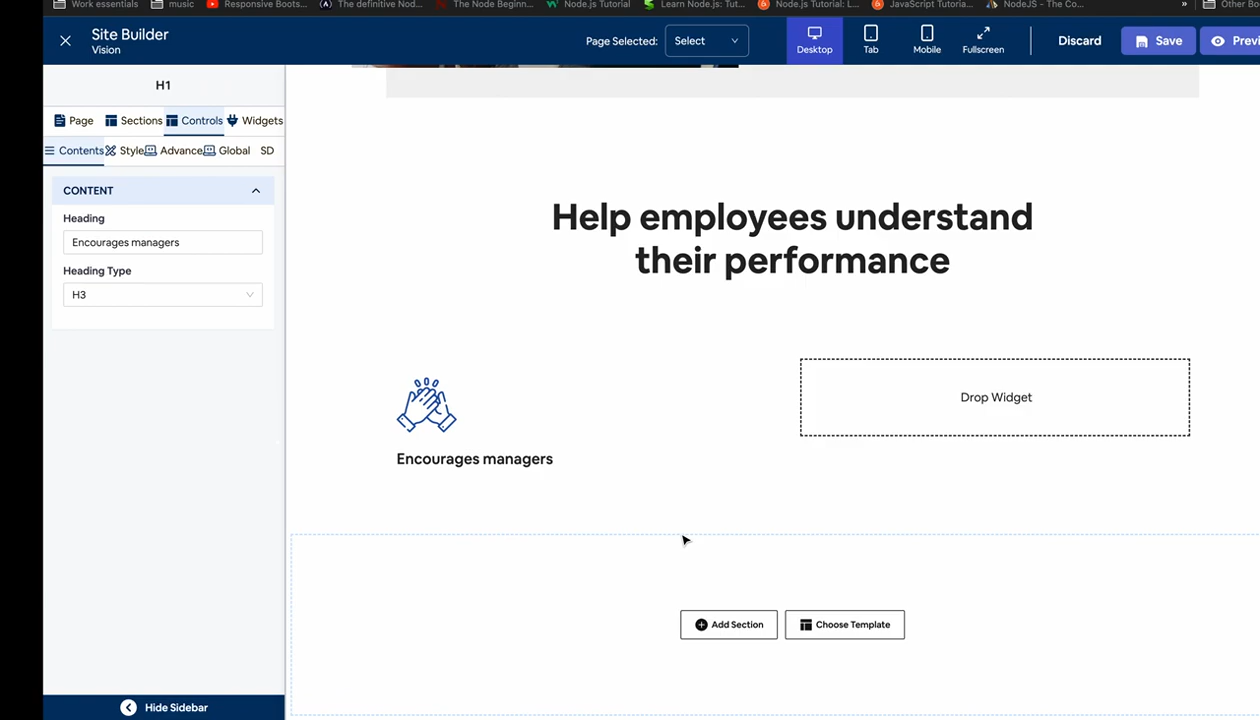 Work essentials music Responsive Boots... The definitive Nod... The Node Beginn... Node.js Tutorial Learn Node.js: Tut... Node.js Tutorial: L... JavaScript Tutoria... NodeJS - The Co... » Other Bo
Site Builder
Vision
Page Selected: Select
Desktop Tab Mobile Fullscreen
Discard Save Previ
H1
Page Sections Controls Widgets
Contents Style Advance Global SD
CONTENT
Heading
Encourages managers
Heading Type
H3
Help employees understand
their performance
Drop Widget
Encourages managers
Add Section Choose Template
Hide Sidebar